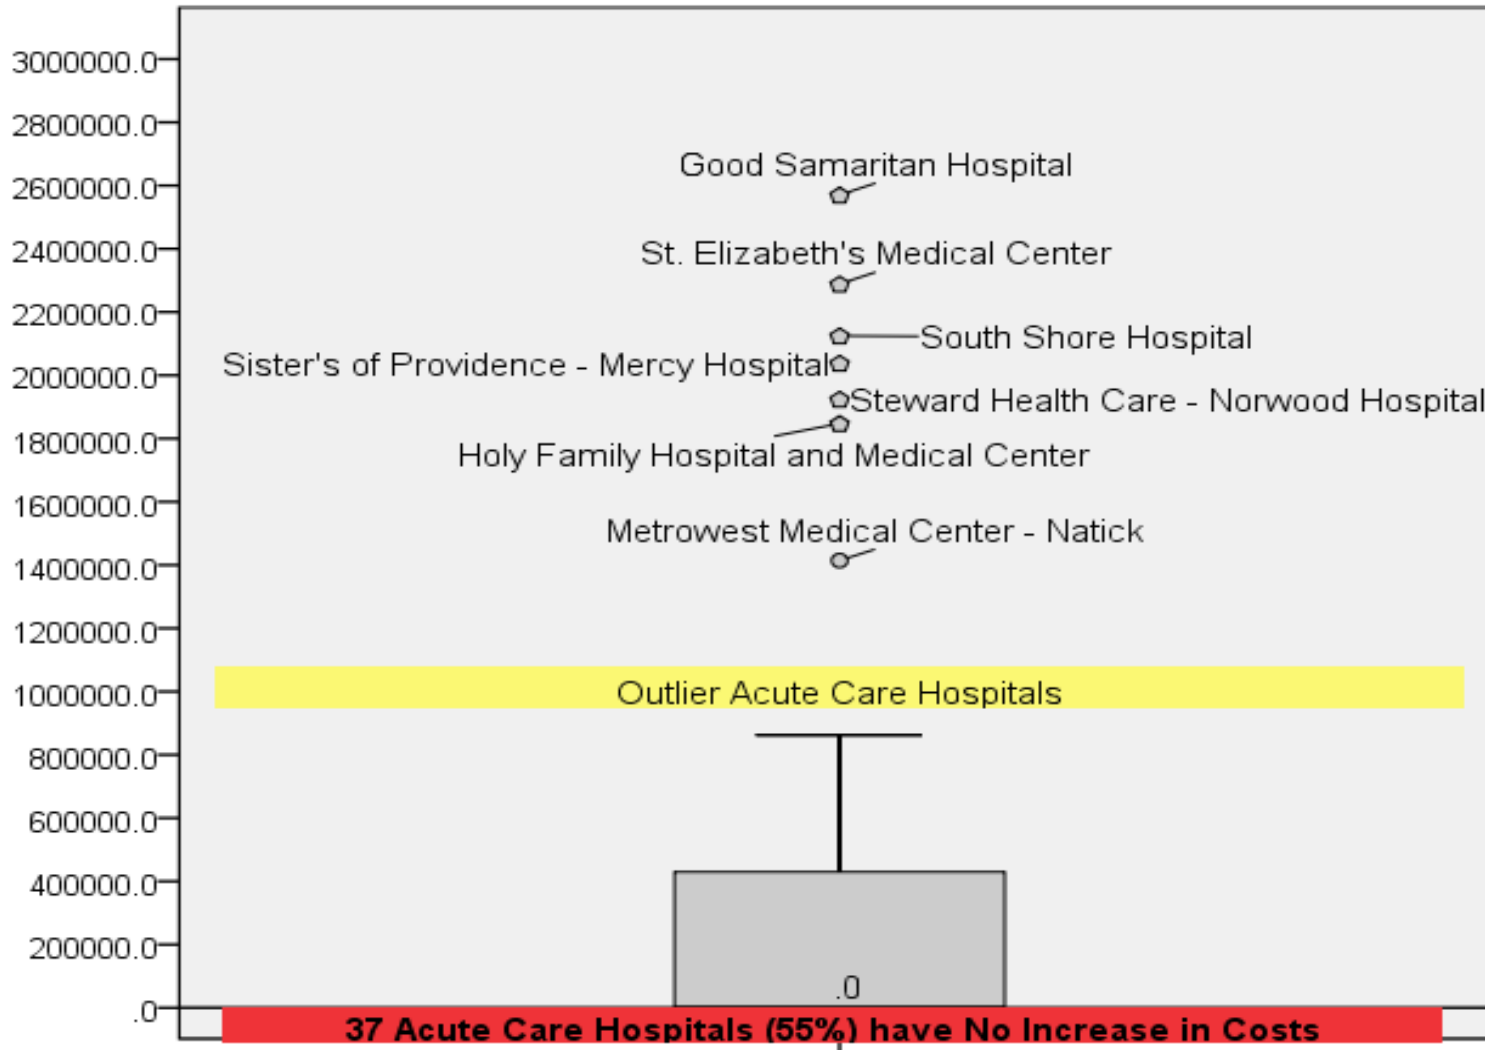 3000000.0
2800000.0
Good Samaritan Hospital
2600000.0
St. Elizabeth's Medical Center
2400000.0
2200000.0
South Shore Hospital
Sister's of Providence - Mercy Hospital
2000000.0
Steward Health Care - Norwood Hospital
1800000.0
Holy Family Hospital and Medical Center
1600000.0
Metrowest Medical Center - Natick
1400000.0
1200000.0
1000000.0
Outlier Acute Care Hospitals
800000.0
600000.0
400000.0
200000.0
.0
.0
37 Acute Care Hospitals (55%) have No Increase in Costs